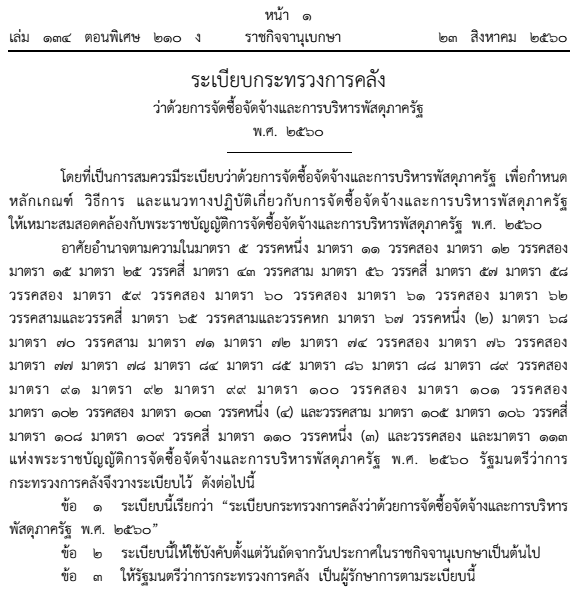 หน้า ๑
เล่ม ๑๓๔ ตอนพิเศษ ๒๑๐ ง ราชกิจจานุเบกษา ๒๓ สิงหาคม ๒๕๖๐
ระเบียบกระทรวงการคลัง
ว่าด้วยการจัดซื้อจัดจ้างและการบริหารพัสดุภาครัฐ
พ.ศ. ๒๕๖๐
โดยที่เป็นการสมควรมีระเบียบว่าด้วยการจัดซื้อจัดจ้างและการบริหารพัสดุภาครัฐ เพื่อกำหนด
หลักเกณฑ์ วิธีการ และแนวทางปฏิบัติเกี่ยวกับการจัดซื้อจัดจ้างและการบริหารพัสดุภาครัฐ
ให้เหมาะสมสอดคล้องกับพระราชบัญญัติการจัดซื้อจัดจ้างและการบริหารพัสดุภาครัฐ พ.ศ. ๒๕๖๐
อาศัยอำนาจตามความในมาตรา ๕ วรรคหนึ่ง มาตรา ๑๑ วรรคสอง มาตรา ๑๒ วรรคสอง
มาตรา ๑๕ มาตรา ๒๕ วรรคสี่ มาตรา ๔๓ วรรคสาม มาตรา ๕๖ วรรคสี่ มาตรา ๕๗ มาตรา ๕๘
วรรคสอง มาตรา ๕๙ วรรคสอง มาตรา ๖๐ วรรคสอง มาตรา ๖๑ วรรคสอง มาตรา ๖๒
วรรคสามและวรรคสี่ มาตรา ๖๕ วรรคสามและวรรคหก มาตรา ๖๗ วรรคหนึ่ง (๒) มาตรา ๖๘
มาตรา ๗๐ วรรคสาม มาตรา ๗๑ มาตรา ๗๒ มาตรา ๗๔ วรรคสอง มาตรา ๗๖ วรรคสอง
มาตรา ๗๗ มาตรา ๗๘ มาตรา ๘๔ มาตรา ๘๕ มาตรา ๘๖ มาตรา ๘๘ มาตรา ๘๙ วรรคสอง
มาตรา ๙๑ มาตรา ๙๒ มาตรา ๙๙ มาตรา ๑๐๐ วรรคสอง มาตรา ๑๐๑ วรรคสอง
มาตรา ๑๐๒ วรรคสอง มาตรา ๑๐๓ วรรคหนึ่ง (๔) และวรรคสาม มาตรา ๑๐๕ มาตรา ๑๐๖ วรรคสี่
มาตรา ๑๐๘ มาตรา ๑๐๙ วรรคสี่ มาตรา ๑๑๐ วรรคหนึ่ง (๓) และวรรคสอง และมาตรา ๑๑๓
แห่งพระราชบัญญัติการจัดซื้อจัดจ้างและการบริหารพัสดุภาครัฐ พ.ศ. ๒๕๖๐ รัฐมนตรีว่าการ
กระทรวงการคลังจึงวางระเบียบไว้ ดังต่อไปนี้
ข้อ ๑ ระเบียบนี้เรียกว่า “ระเบียบกระทรวงการคลังว่าด้วยการจัดซื้อจัดจ้างและการบริหาร
พัสดุภาครัฐ พ.ศ. ๒๕๖๐”
ข้อ ๒ ระเบียบนี้ให้ใช้บังคับตั้งแต่วันถัดจากวันประกาศในราชกิจจานุเบกษาเป็นต้นไป
ข้อ ๓ ให้รัฐมนตรีว่าการกระทรวงการคลัง เป็นผู้รักษาการตามระเบียบนี้